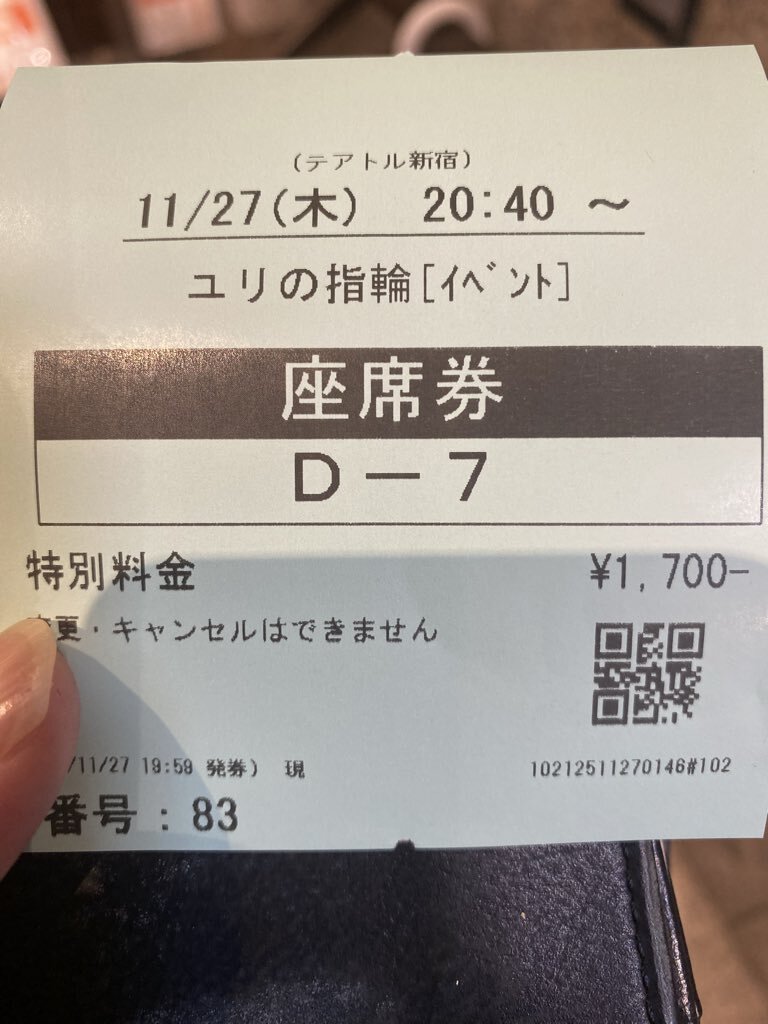 (テアトル新宿)
11/27(木) 20:40 ～
ユリの指輪[ｲﾍﾞﾝﾄ]
座席券
D－7
特別料金 ¥1,700-
更・キャンセルはできません
/11/27 19:59 発券) 現
10212511270146#102
番号:83